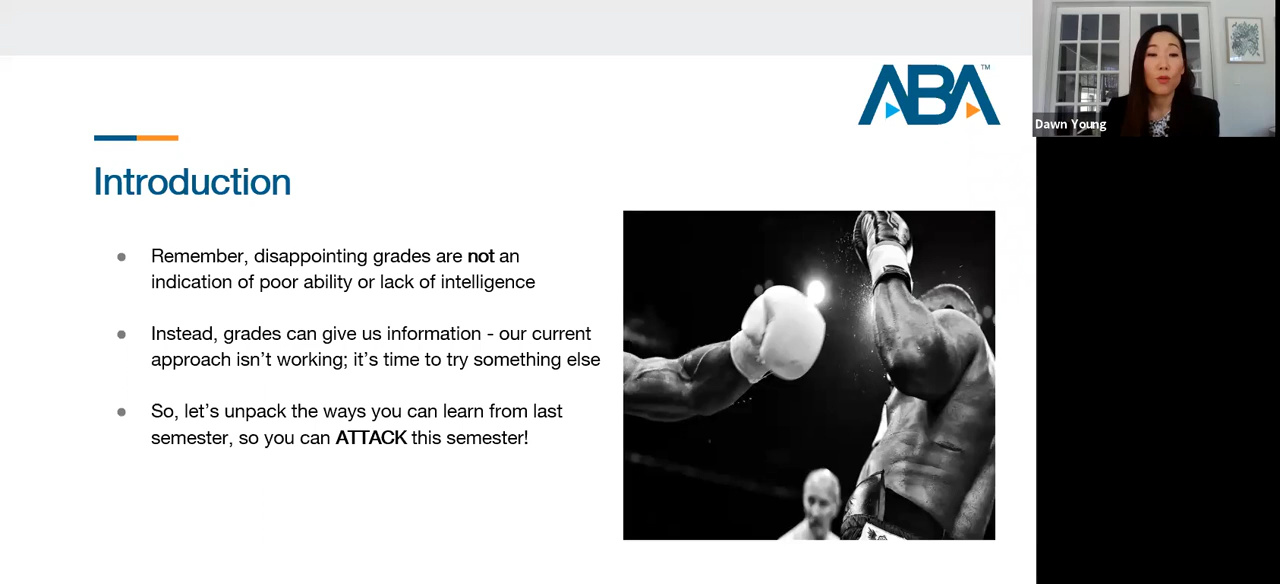 ABA™
Dawn Young
Introduction
Remember, disappointing grades are not an
indication of poor ability or lack of intelligence
Instead, grades can give us information - our current
approach isn't working; it's time to try something else
So, let's unpack the ways you can learn from last
semester, so you can ATTACK this semester!